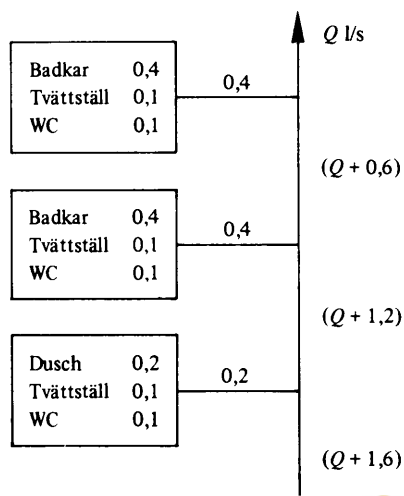 Q l/s
Badkar 0,4
Tvättställ 0,1
WC 0,1
0,4
(Q + 0,6)
Badkar 0,4
Tvättställ 0,1
WC 0,1
0,4
(Q + 1,2)
Dusch 0,2
Tvättställ 0,1
WC 0,1
0,2
(Q + 1,6)